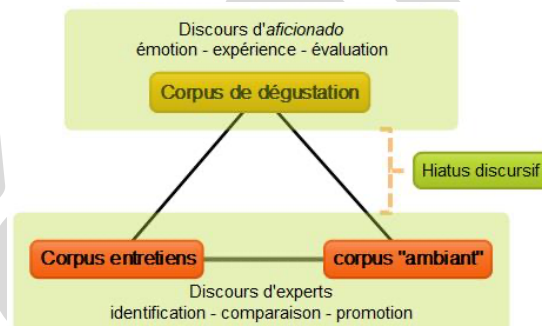 Discours d'aficionado
émotion - expérience - évaluation
Corpus de dégustation
Hiatus discursif
Corpus entretiens
corpus "ambiant"
Discours d'experts
identification - comparaison - promotion